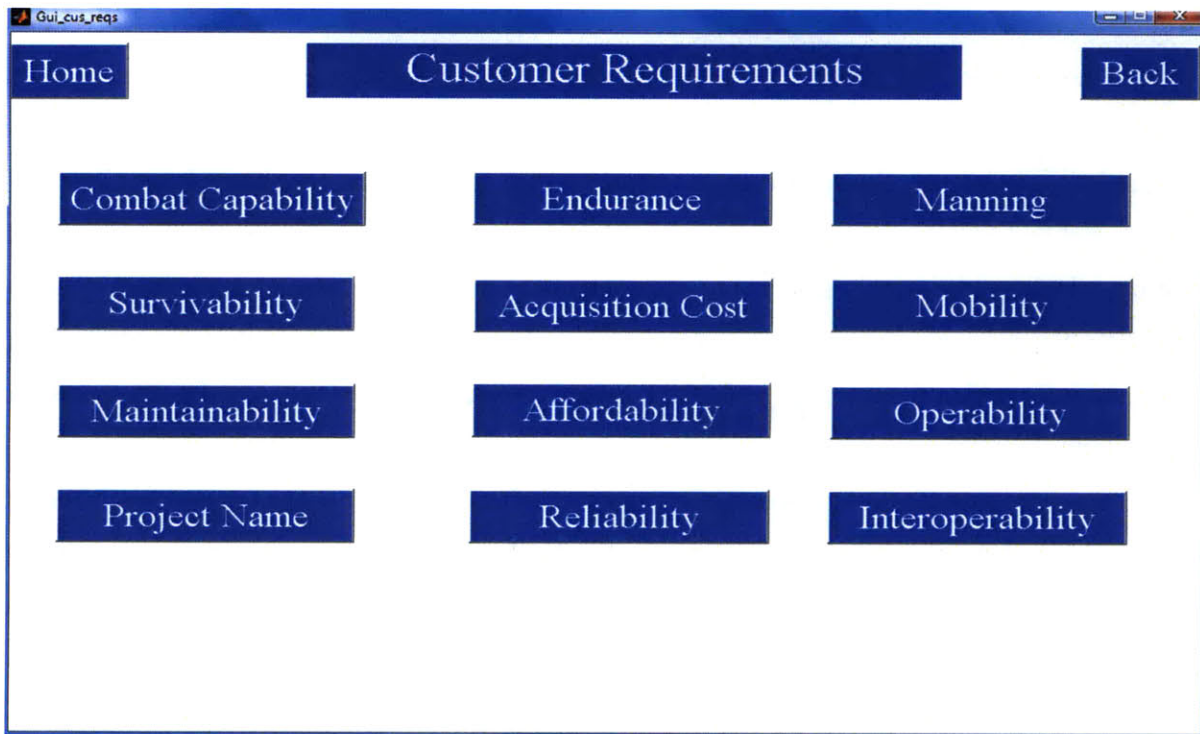 Gui_cus_reqs
Home
Customer Requirements
Back
Combat Capability
Endurance
Manning
Survivability
Acquisition Cost
Mobility
Maintainability
Affordability
Operability
Project Name
Reliability
Interoperability